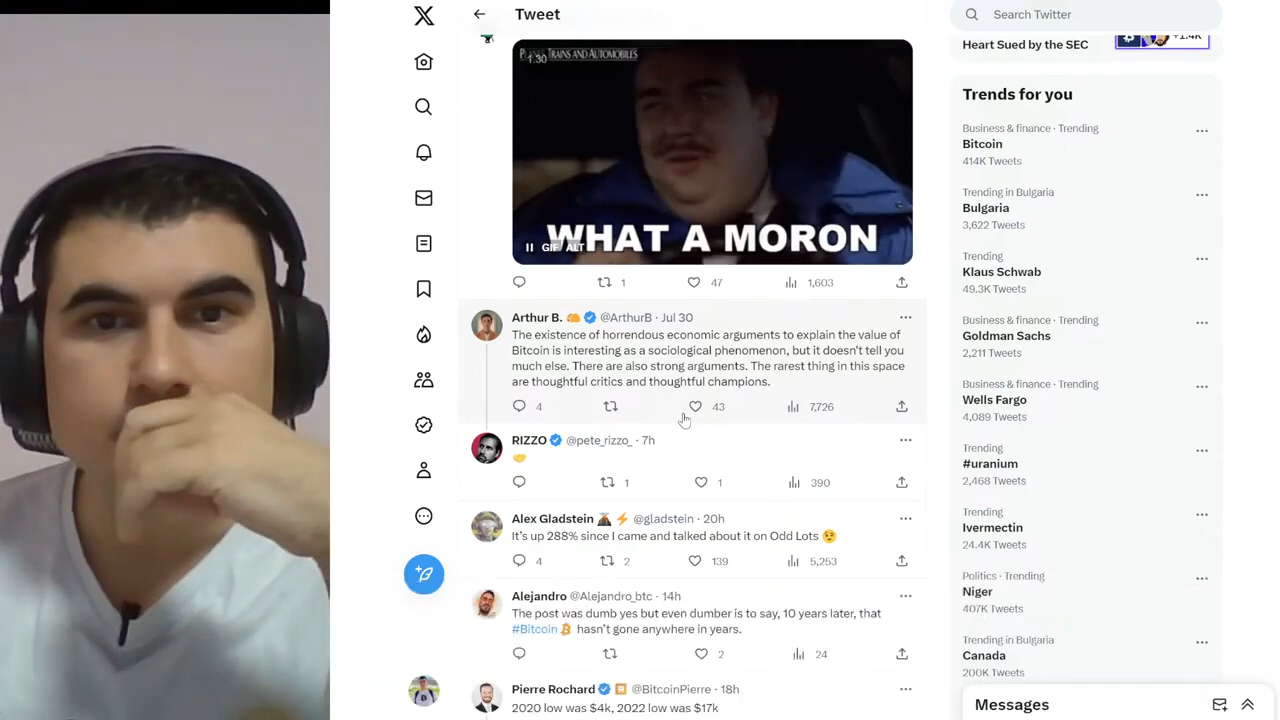 Tweet
Search Twitter
PLANES, TRAINS AND AUTOMOBILES
1:30
WHAT A MORON
GIF ALT
1 47 1,603
Arthur B. @ArthurB · Jul 30
The existence of horrendous economic arguments to explain the value of
Bitcoin is interesting as a sociological phenomenon, but it doesn't tell you
much else. There are also strong arguments. The rarest thing in this space
are thoughtful critics and thoughtful champions.
4 43 7,726
RIZZO @pete_rizzo_ · 7h
🤝
1 1 390
Alex Gladstein 🌋 ⚡ @gladstein · 20h
It's up 288% since I came and talked about it on Odd Lots 😉
4 2 139 5,253
Alejandro @Alejandro_btc · 14h
The post was dumb yes but even dumber is to say, 10 years later, that
#Bitcoin hasn't gone anywhere in years.
2 24
Pierre Rochard @BitcoinPierre · 18h
2020 low was $4k, 2022 low was $17k
Heart Sued by the SEC
+1.4K
Trends for you
Business & finance · Trending
Bitcoin
414K Tweets
Trending in Bulgaria
Bulgaria
3,622 Tweets
Trending
Klaus Schwab
49.3K Tweets
Business & finance · Trending
Goldman Sachs
2,211 Tweets
Business & finance · Trending
Wells Fargo
4,089 Tweets
Trending
#uranium
2,468 Tweets
Trending
Ivermectin
24.4K Tweets
Politics · Trending
Niger
407K Tweets
Trending in Bulgaria
Canada
200K Tweets
Messages